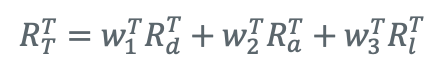 R_T^T = w_1^T R_d^T + w_2^T R_a^T + w_3^T R_l^T